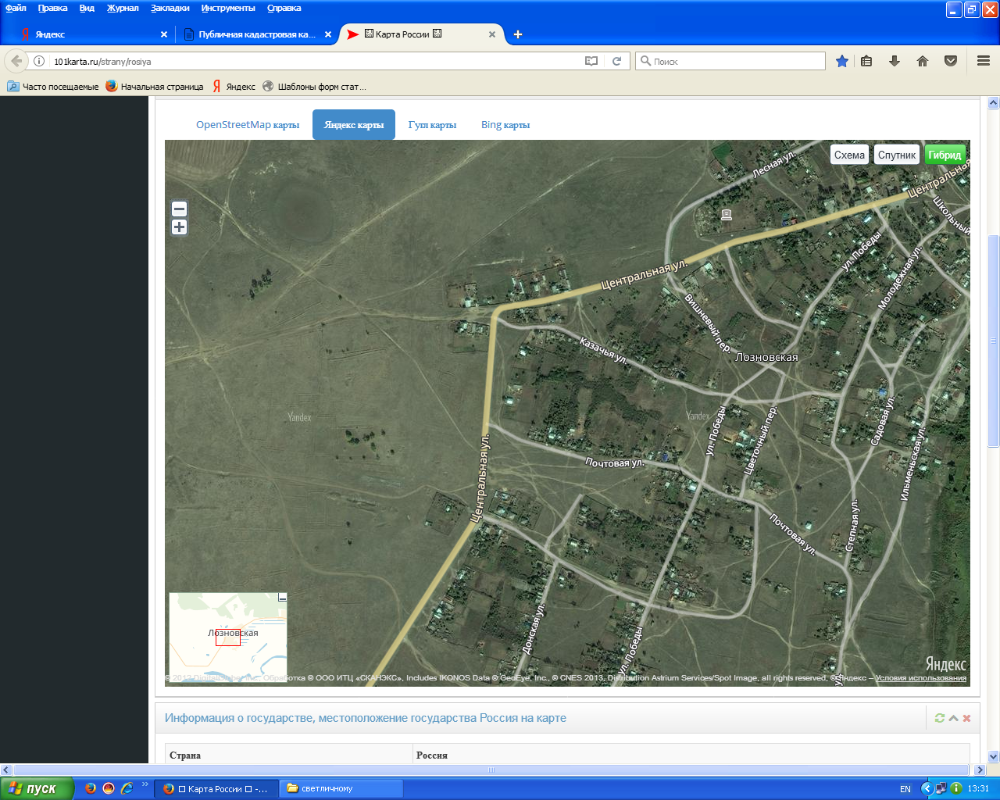 Файл Правка Вид Журнал Закладки Инструменты Справка
Яндекс
Публичная кадастровая ка...
Карта России
101karta.ru/strany/rosiya
Поиск
Часто посещаемые
Начальная страница
Яндекс
Шаблоны форм стат...
OpenStreetMap карты
Яндекс карты
Гугл карты
Bing карты
Схема
Спутник
Гибрид
Лесная ул.
Центральная
Школьный
ул. Победы
Молодежная ул.
Центральная ул.
Вишневый пер.
Казачья ул.
Лозновская
Yandex
Yandex
ул. Победы
Цветочный пер.
Садовая ул.
Ильменьская ул.
Центральная ул.
Почтовая ул.
Почтовая ул.
Степная ул.
Донская ул.
ул. Победы
ул.
Лозновская
Яндекс
© 2012 DigitalGlobe, Inc., Обработка © ООО ИТЦ «СКАНЭКС», Includes IKONOS Data © GeoEye, Inc., © CNES 2013, Distribution Astrium Services/Spot Image, all rights reserved, © Яндекс – Условия использования
Информация о государстве, местоположение государства Россия на карте
Страна
Россия
пуск
Карта России - ...
светличному
EN
13:31